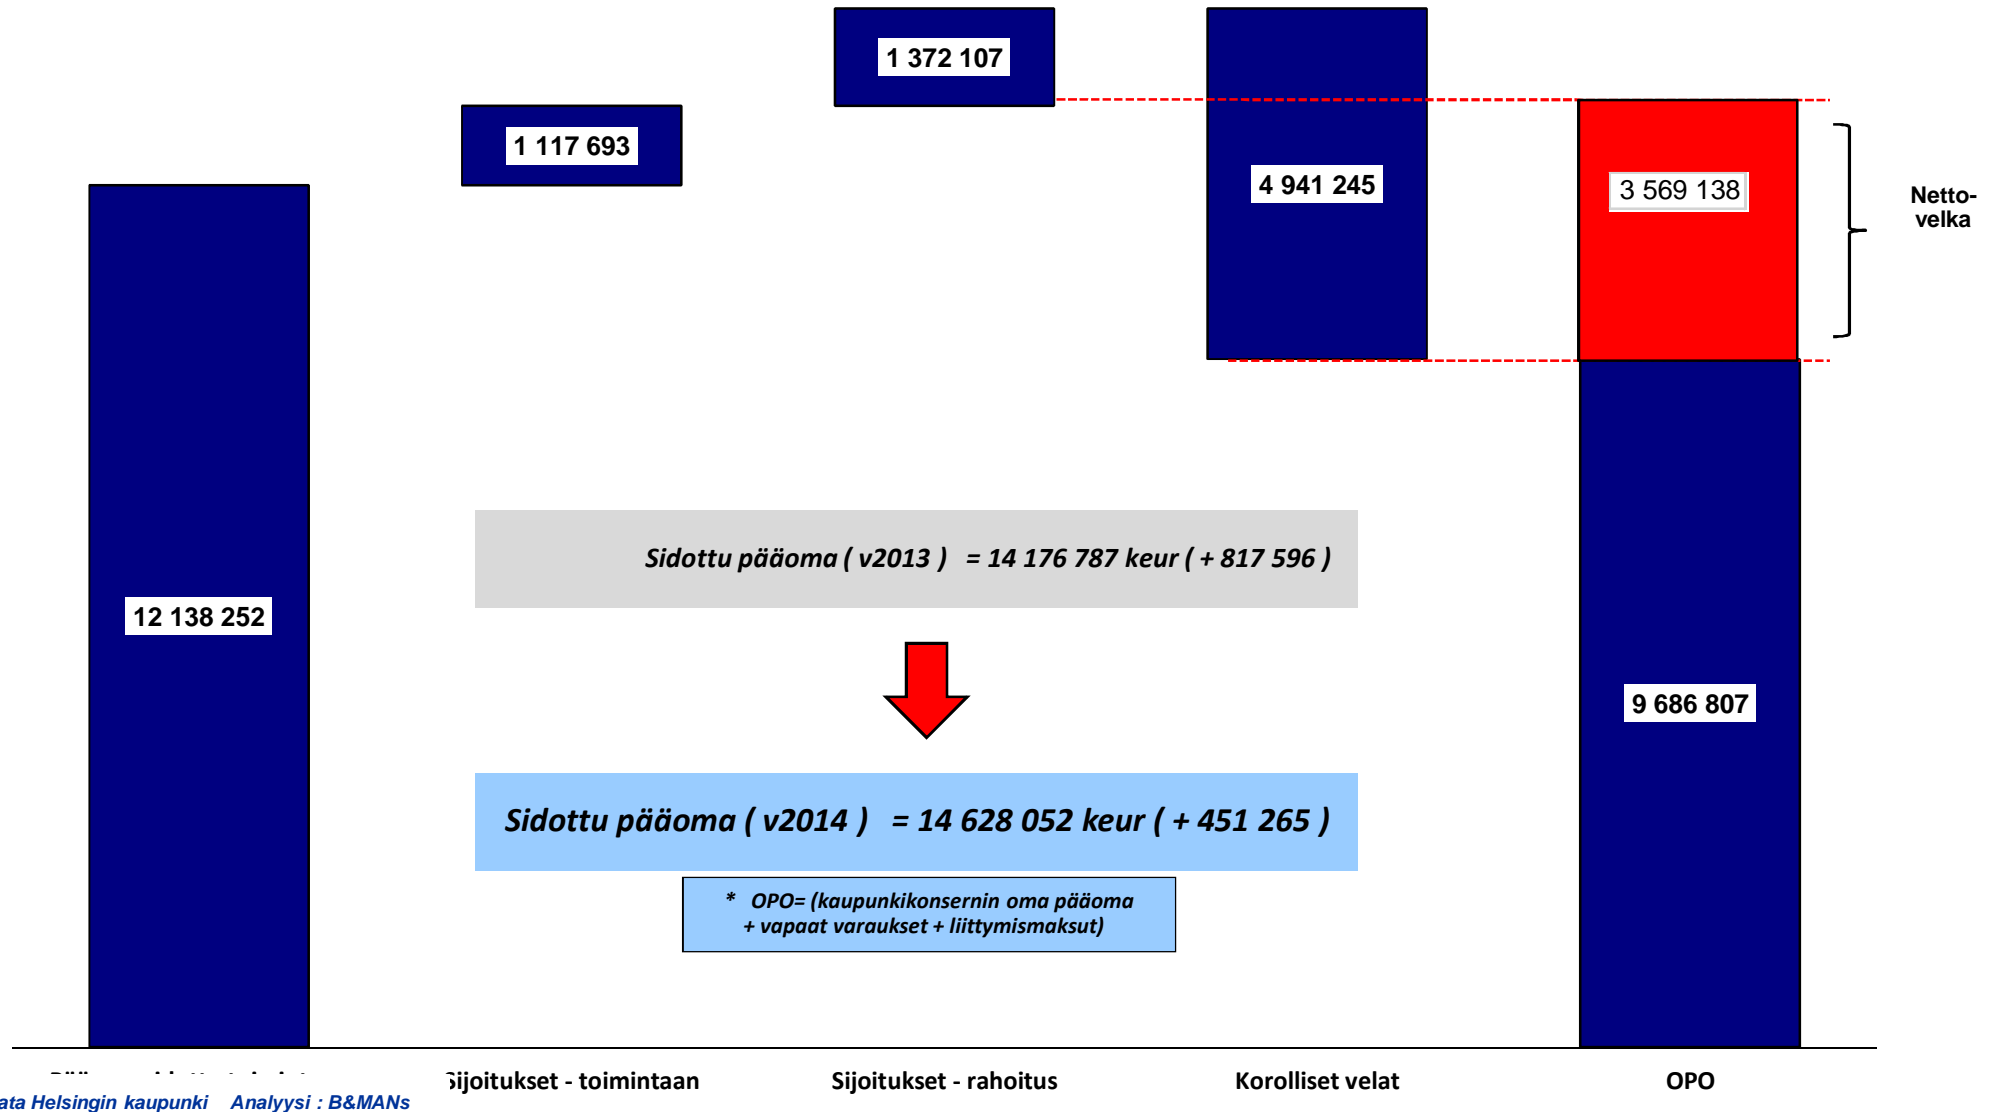 1 372 107
1 117 693
4 941 245
3 569 138
Netto-
velka
Sidottu pääoma ( v2013 ) = 14 176 787 keur ( + 817 596 )
12 138 252
9 686 807
Sidottu pääoma ( v2014 ) = 14 628 052 keur ( + 451 265 )
* OPO= (kaupunkikonsernin oma pääoma
+ vapaat varaukset + liittymismaksut)
Sijoitukset - toimintaan
Sijoitukset - rahoitus
Korolliset velat
OPO
ata Helsingin kaupunki Analyysi : B&MANs